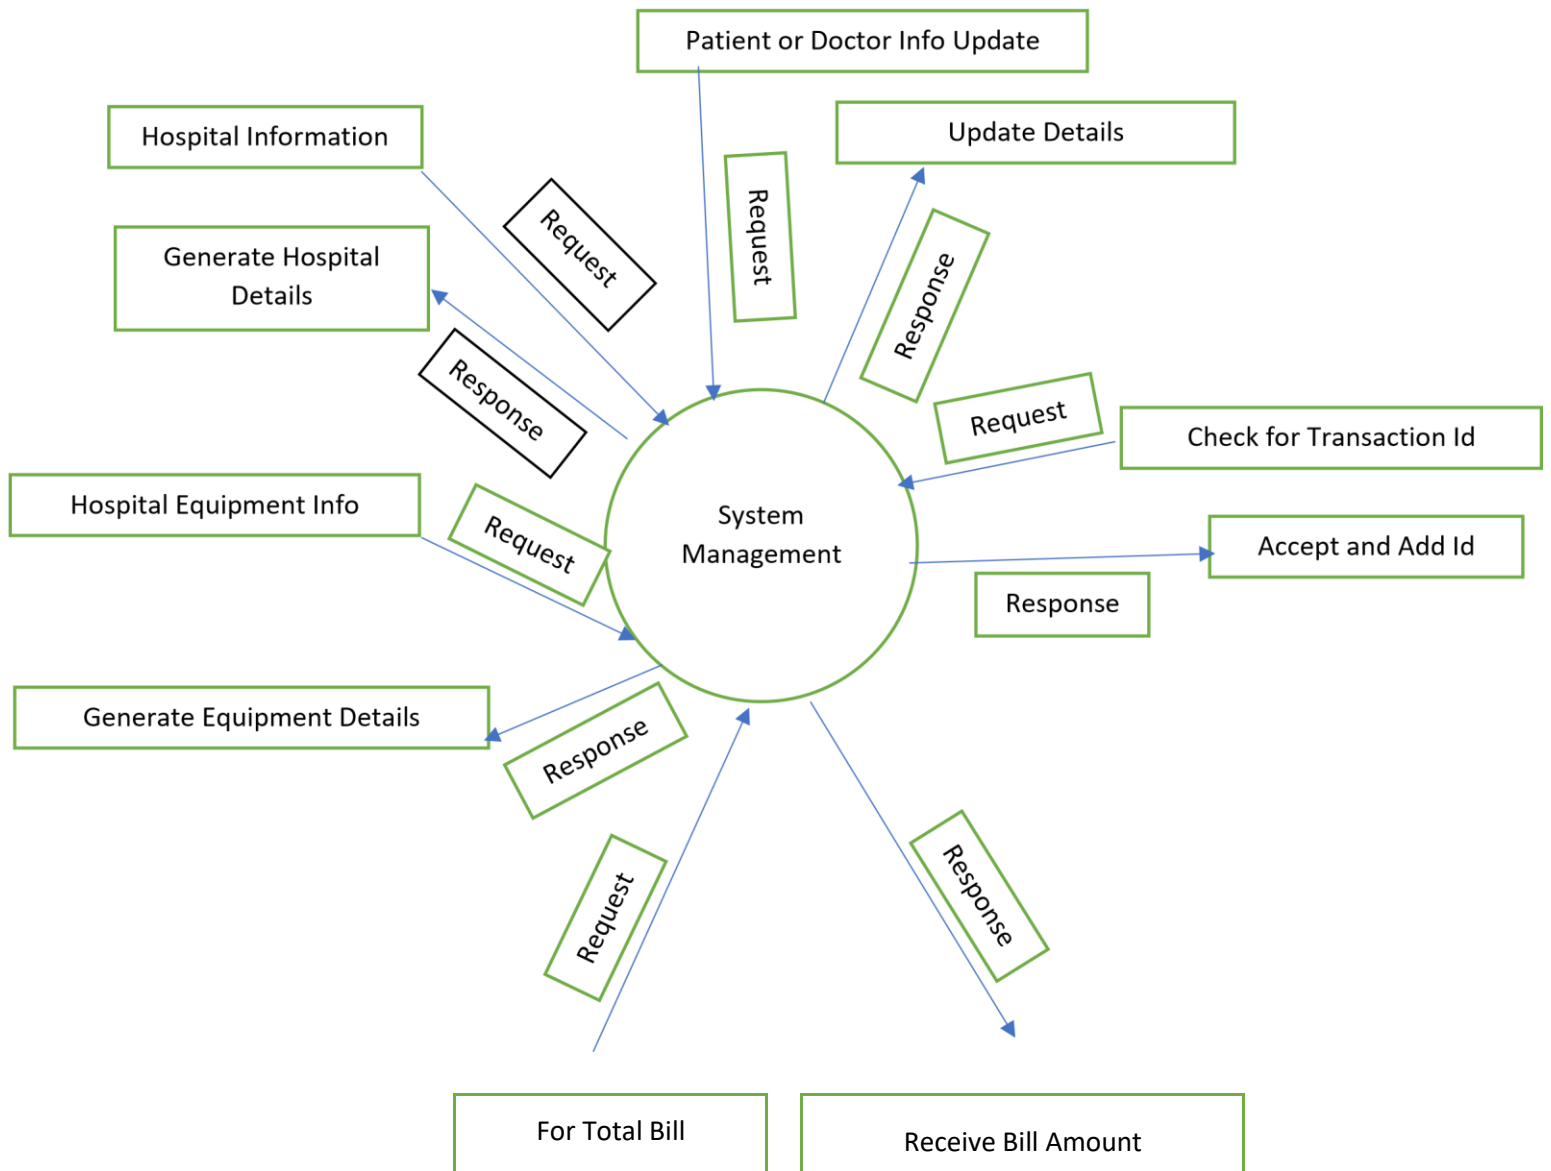 Patient or Doctor Info Update
Hospital Information
Update Details
Request
Request
Generate Hospital
Details
Response
Response
Request
Check for Transaction Id
Hospital Equipment Info
Request
System
Management
Accept and Add Id
Response
Generate Equipment Details
Response
Request
Response
For Total Bill
Receive Bill Amount